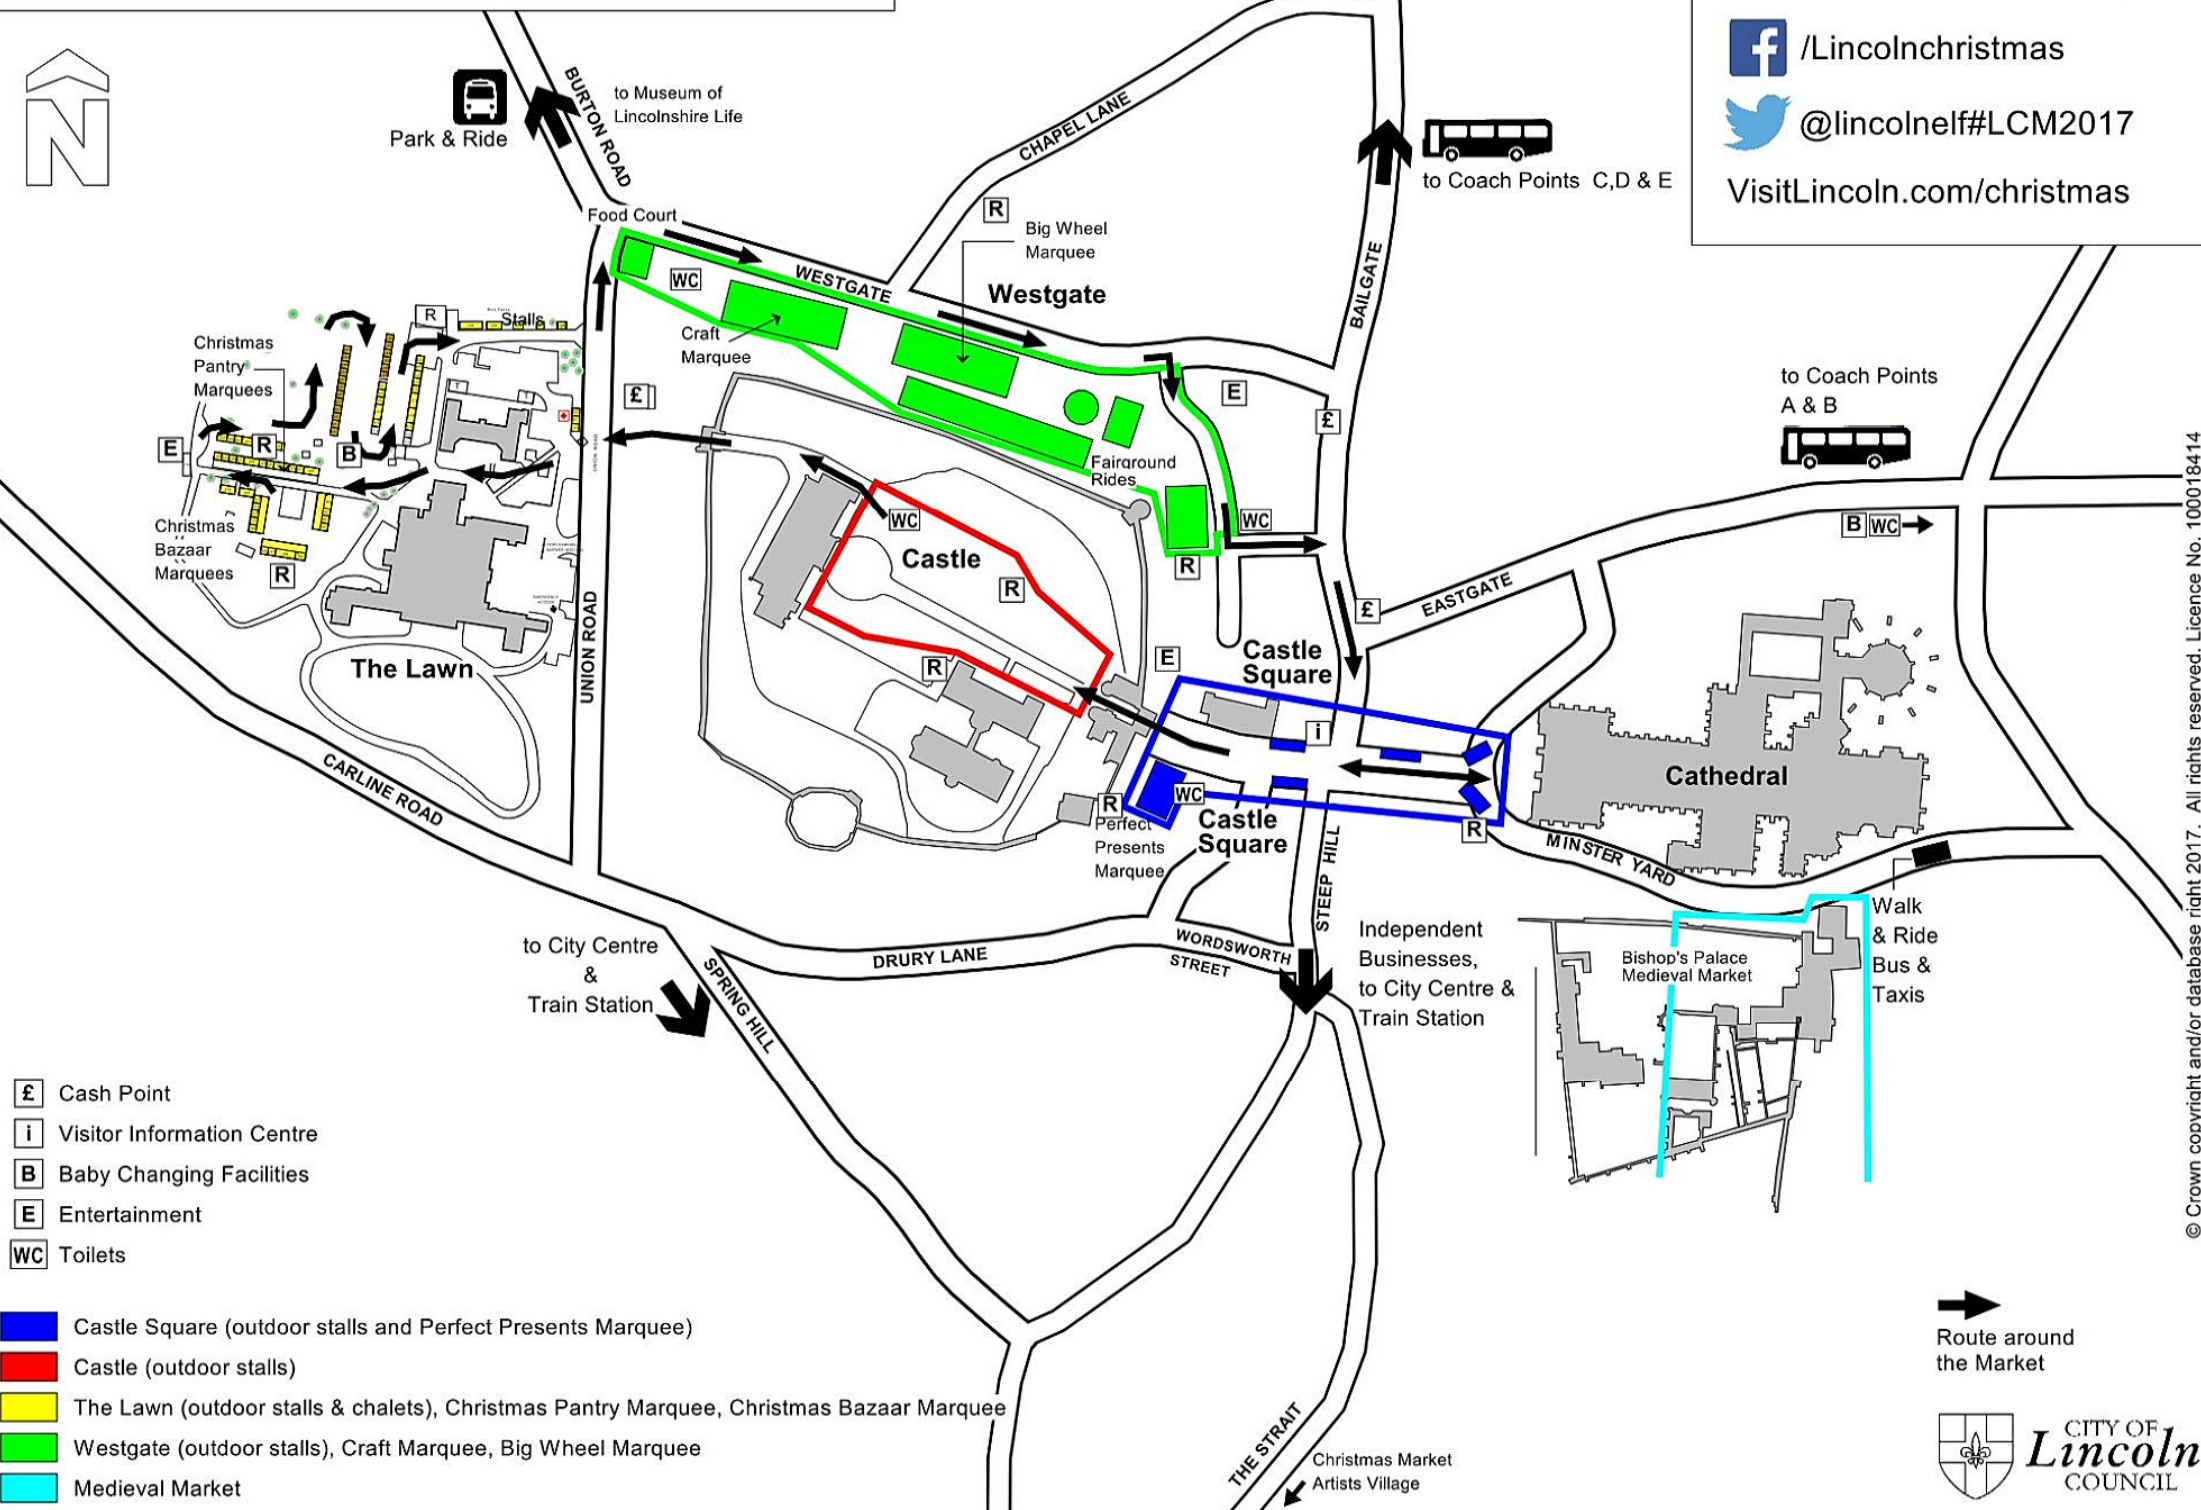 /Lincolnchristmas
@lincolnelf#LCM2017
VisitLincoln.com/christmas
N
Park & Ride
BURTON ROAD
to Museum of
Lincolnshire Life
CHAPEL LANE
to Coach Points C,D & E
BAILGATE
Food Court
R
Big Wheel
Marquee
WC
WESTGATE
Westgate
Craft
Marquee
R
Stalls
Christmas
Pantry
Marquees
£
E
£
to Coach Points
A & B
E
R
B
T
UNION ROAD
Fairground
Rides
WC
WC
B WC
Christmas
Bazaar
Marquees
R
Castle
R
R
£
EASTGATE
The Lawn
UNION ROAD
R
E
Castle
Square
i
Cathedral
CARLINE ROAD
R
WC
Perfect
Presents
Marquee
Castle
Square
R
MINSTER YARD
STEEP HILL
Walk
& Ride
Bus &
Taxis
to City Centre
&
Train Station
SPRING HILL
DRURY LANE
WORDSWORTH
STREET
Independent
Businesses,
to City Centre &
Train Station
Bishop's Palace
Medieval Market
£ Cash Point
i Visitor Information Centre
B Baby Changing Facilities
E Entertainment
WC Toilets
Castle Square (outdoor stalls and Perfect Presents Marquee)
Castle (outdoor stalls)
The Lawn (outdoor stalls & chalets), Christmas Pantry Marquee, Christmas Bazaar Marquee
Westgate (outdoor stalls), Craft Marquee, Big Wheel Marquee
Medieval Market
THE STRAIT
Christmas Market
Artists Village
Route around
the Market
CITY OF
Lincoln
COUNCIL
© Crown copyright and/or database right 2017. All rights reserved. Licence No. 100018414